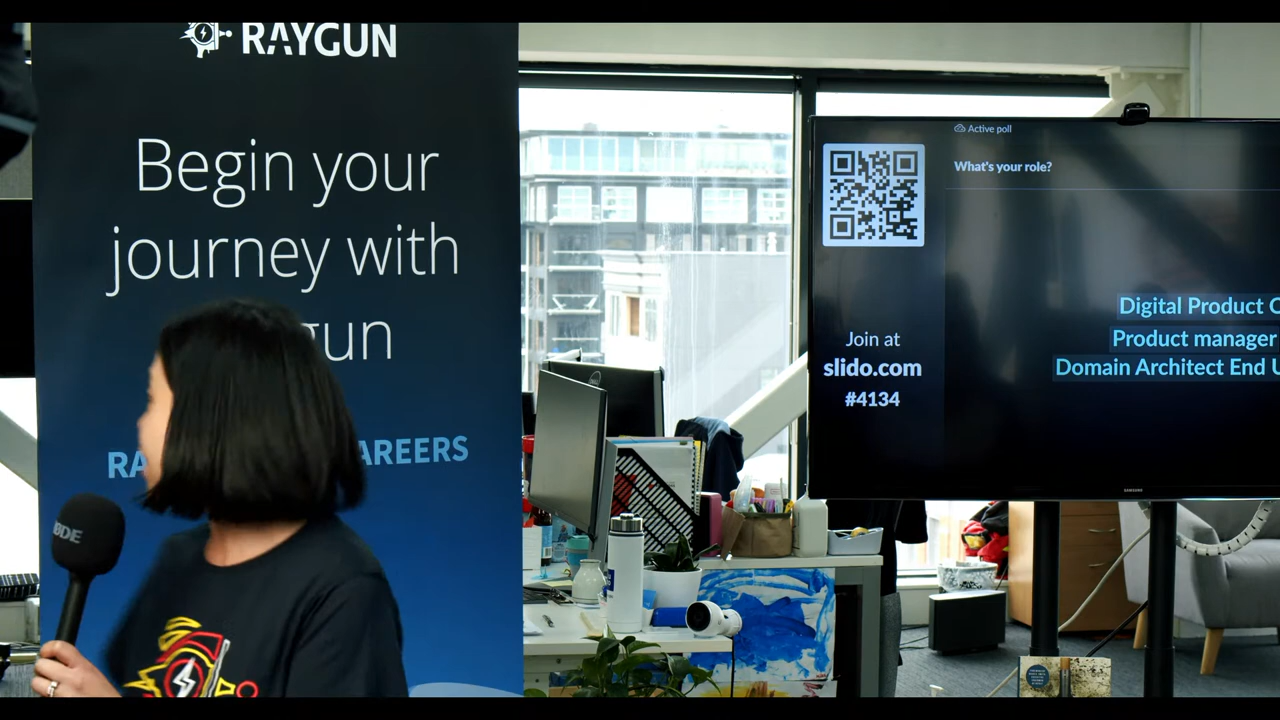 RAYGUN
Begin your
journey with
gun
RA AREERS
Active poll
What's your role?
Digital Product
Product manager
Domain Architect End
Join at
slido.com
#4134
SAMSUNG